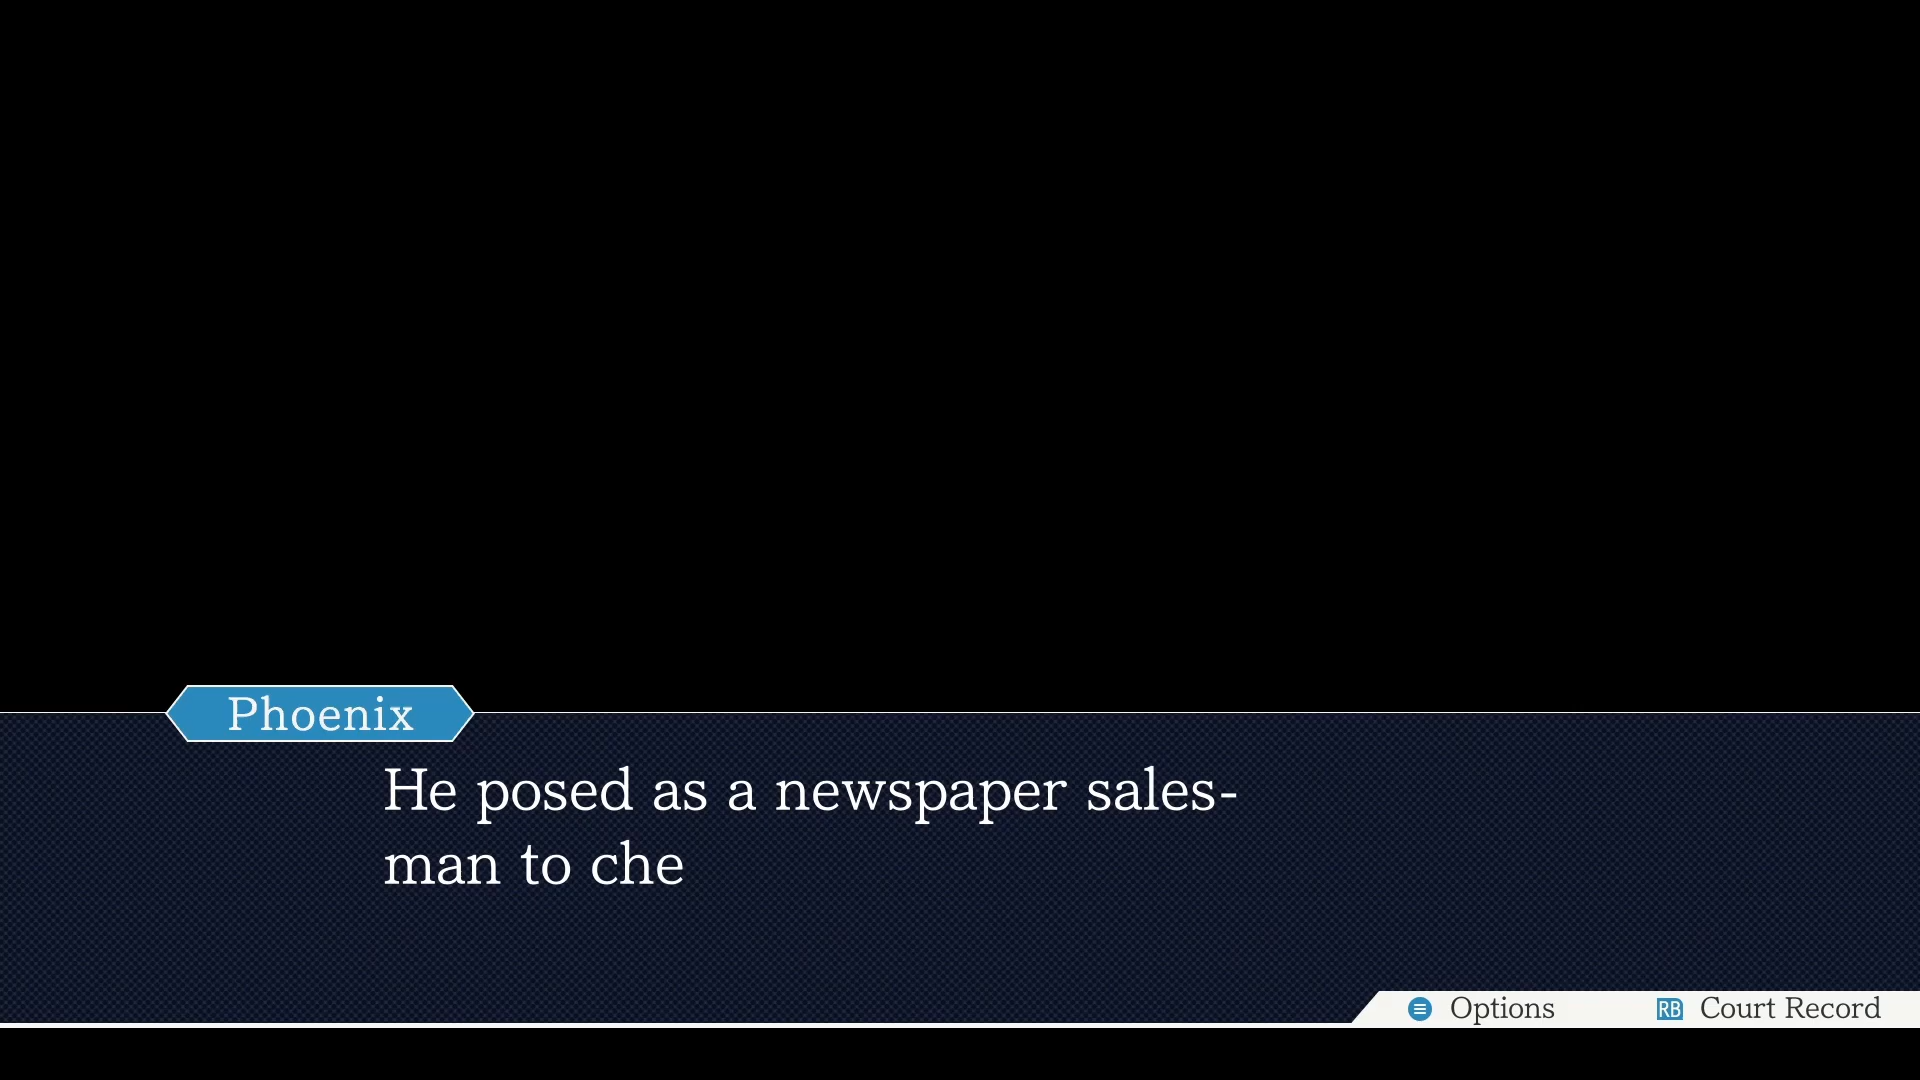 Phoenix
He posed as a newspaper sales-
man to che
Options
RB Court Record